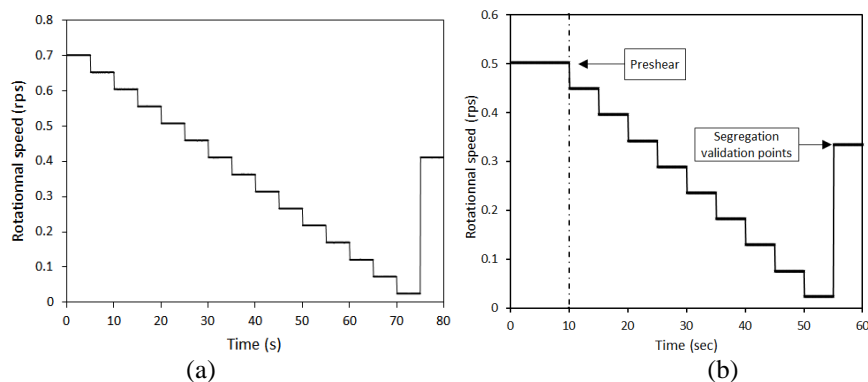 0.8
0.7
0.6
0.5
0.4
0.3
0.2
0.1
0
Rotationnal speed (rps)
0 10 20 30 40 50 60 70 80
Time (s)
(a)
0.6
0.5
0.4
0.3
0.2
0.1
0
Rotationnal speed (rps)
Preshear
Segregation
validation points
0 10 20 30 40 50 60
Time (sec)
(b)